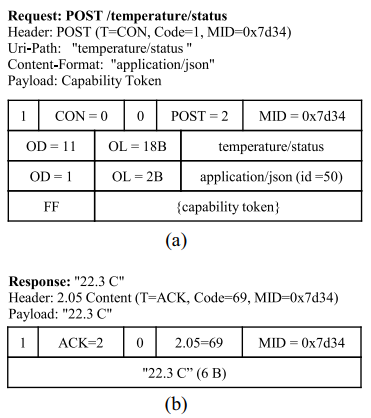 Request: POST /temperature/status
Header: POST (T=CON, Code=1, MID=0x7d34)
Uri-Path: "temperature/status "
Content-Format: "application/json"
Payload: Capability Token
1 CON = 0 0 POST = 2 MID = 0x7d34
OD = 11 OL = 18B temperature/status
OD = 1 OL = 2B application/json (id =50)
FF {capability token}
(a)
Response: "22.3 C"
Header: 2.05 Content (T=ACK, Code=69, MID=0x7d34)
Payload: "22.3 C"
1 ACK=2 0 2.05=69 MID = 0x7d34
"22.3 C” (6 B)
(b)